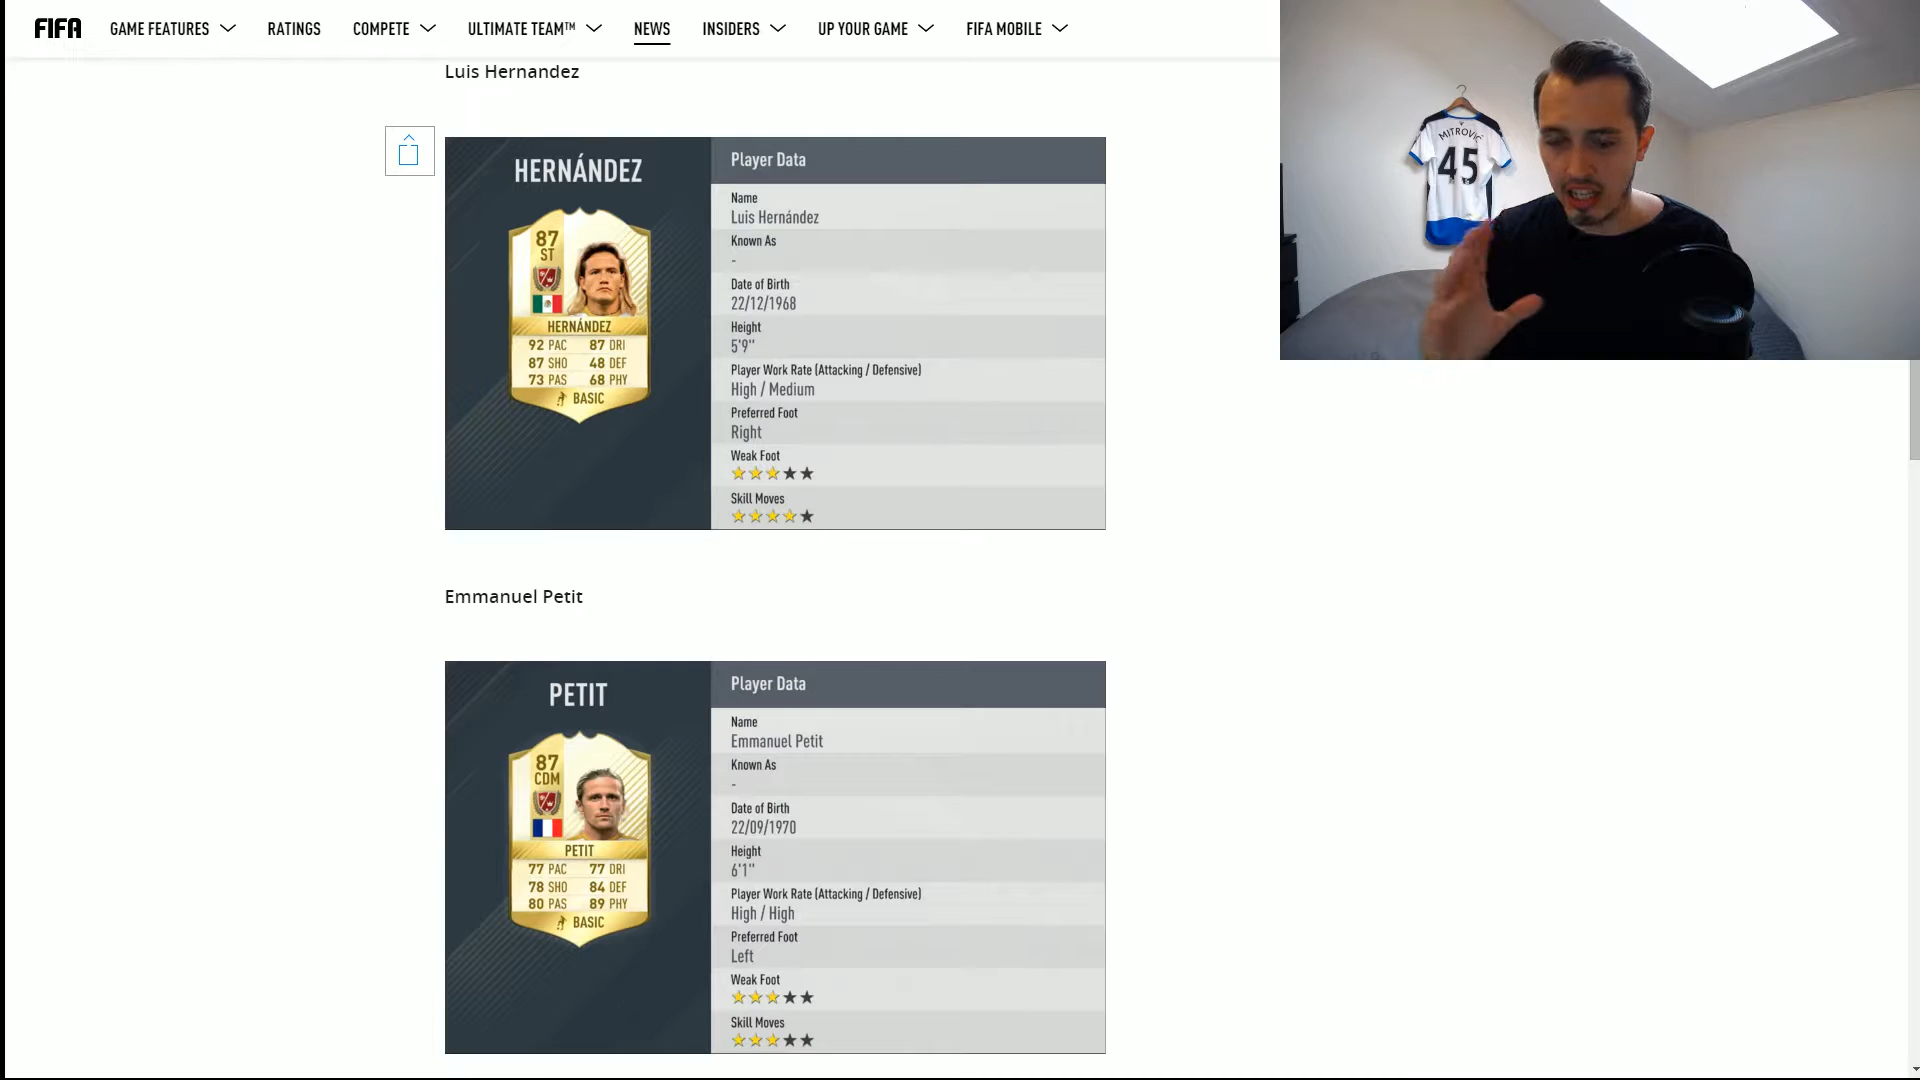 FIFA GAME FEATURES RATINGS COMPETE ULTIMATE TEAM™ NEWS INSIDERS UP YOUR GAME FIFA MOBILE
Luis Hernandez
HERNÁNDEZ
87
ST
HERNÁNDEZ
92 PAC 87 DRI
87 SHO 48 DEF
73 PAS 68 PHY
BASIC
Player Data
Name
Luis Hernández
Known As
-
Date of Birth
22/12/1968
Height
5'9"
Player Work Rate (Attacking / Defensive)
High / Medium
Preferred Foot
Right
Weak Foot
Skill Moves
MITROVIĆ
45
Emmanuel Petit
PETIT
87
CDM
PETIT
77 PAC 77 DRI
78 SHO 84 DEF
80 PAS 89 PHY
BASIC
Player Data
Name
Emmanuel Petit
Known As
-
Date of Birth
22/09/1970
Height
6'1"
Player Work Rate (Attacking / Defensive)
High / High
Preferred Foot
Left
Weak Foot
Skill Moves